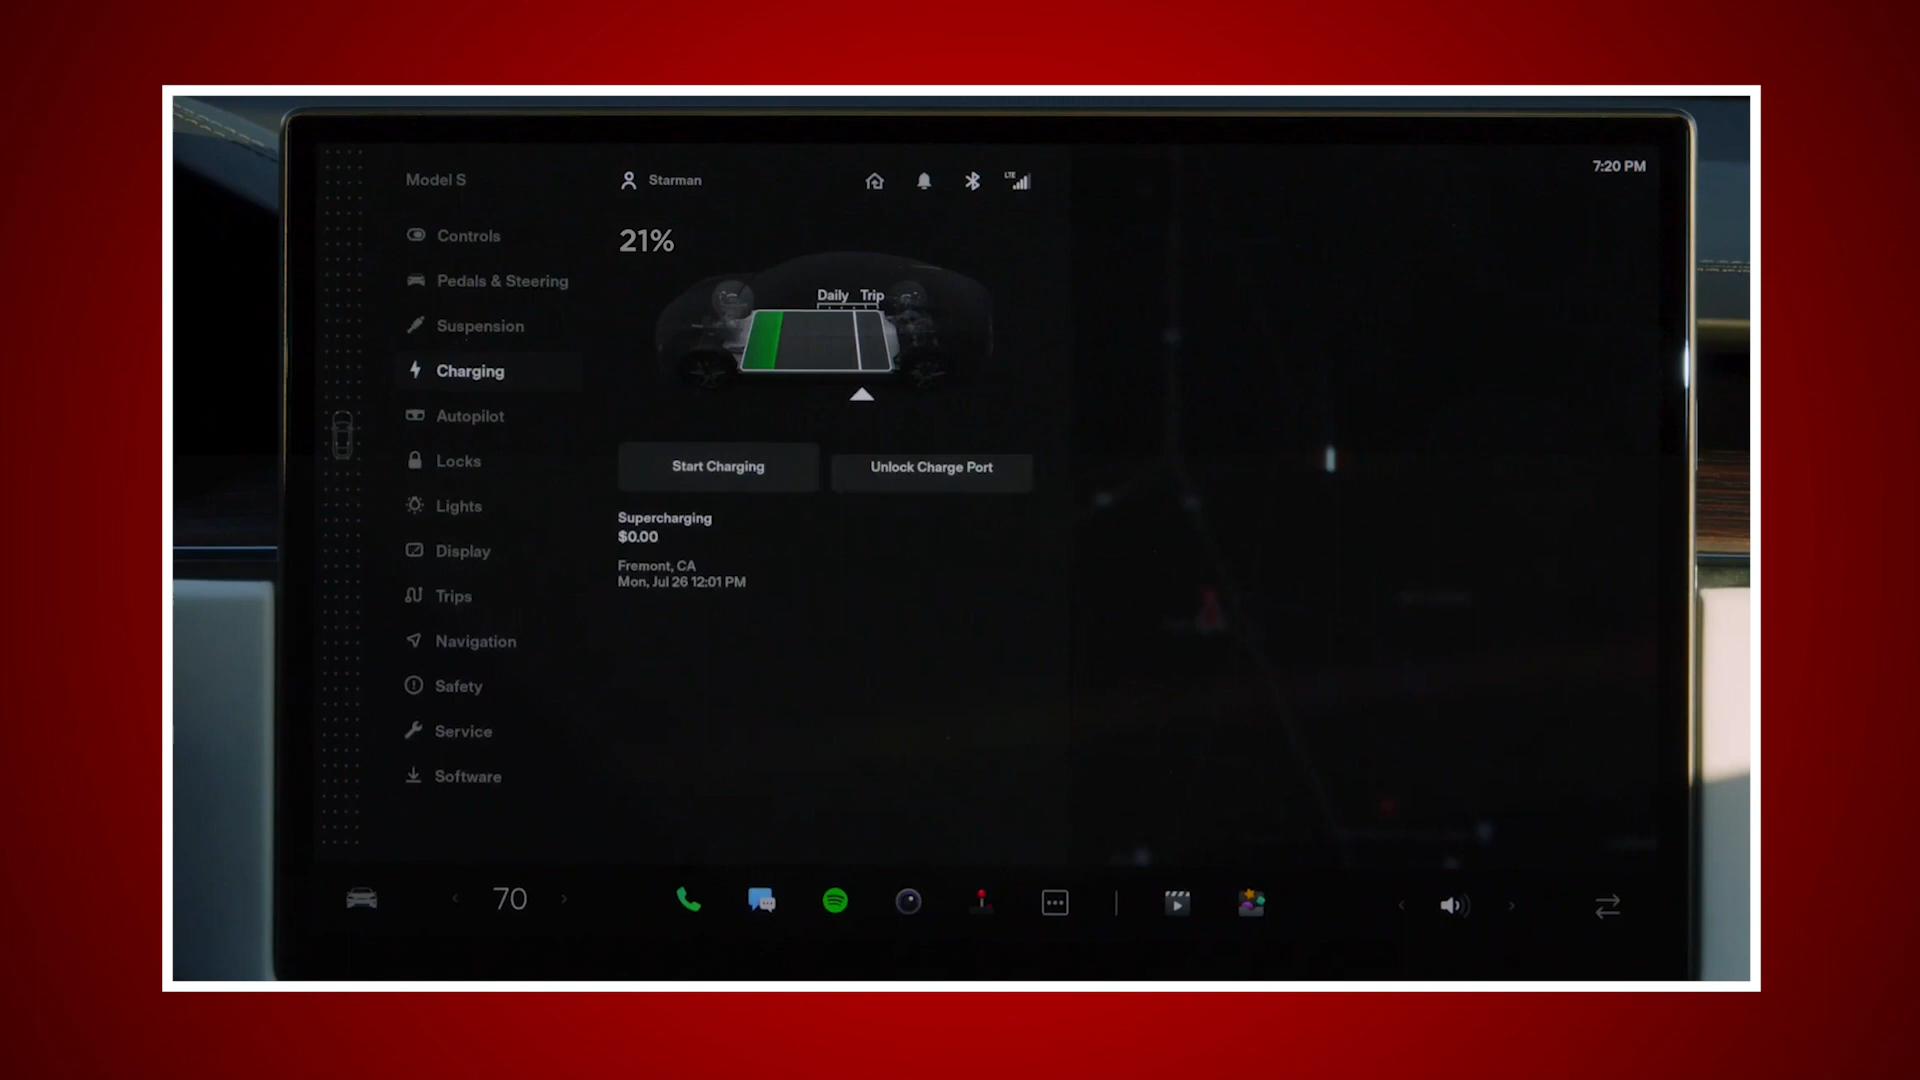 Model S
Starman
LTE
7:20 PM
Controls
Pedals & Steering
Suspension
Charging
Autopilot
Locks
Lights
Display
Trips
Navigation
Safety
Service
Software
21%
Daily Trip
Start Charging
Unlock Charge Port
Supercharging
$0.00
Fremont, CA
Mon, Jul 26 12:01 PM
70